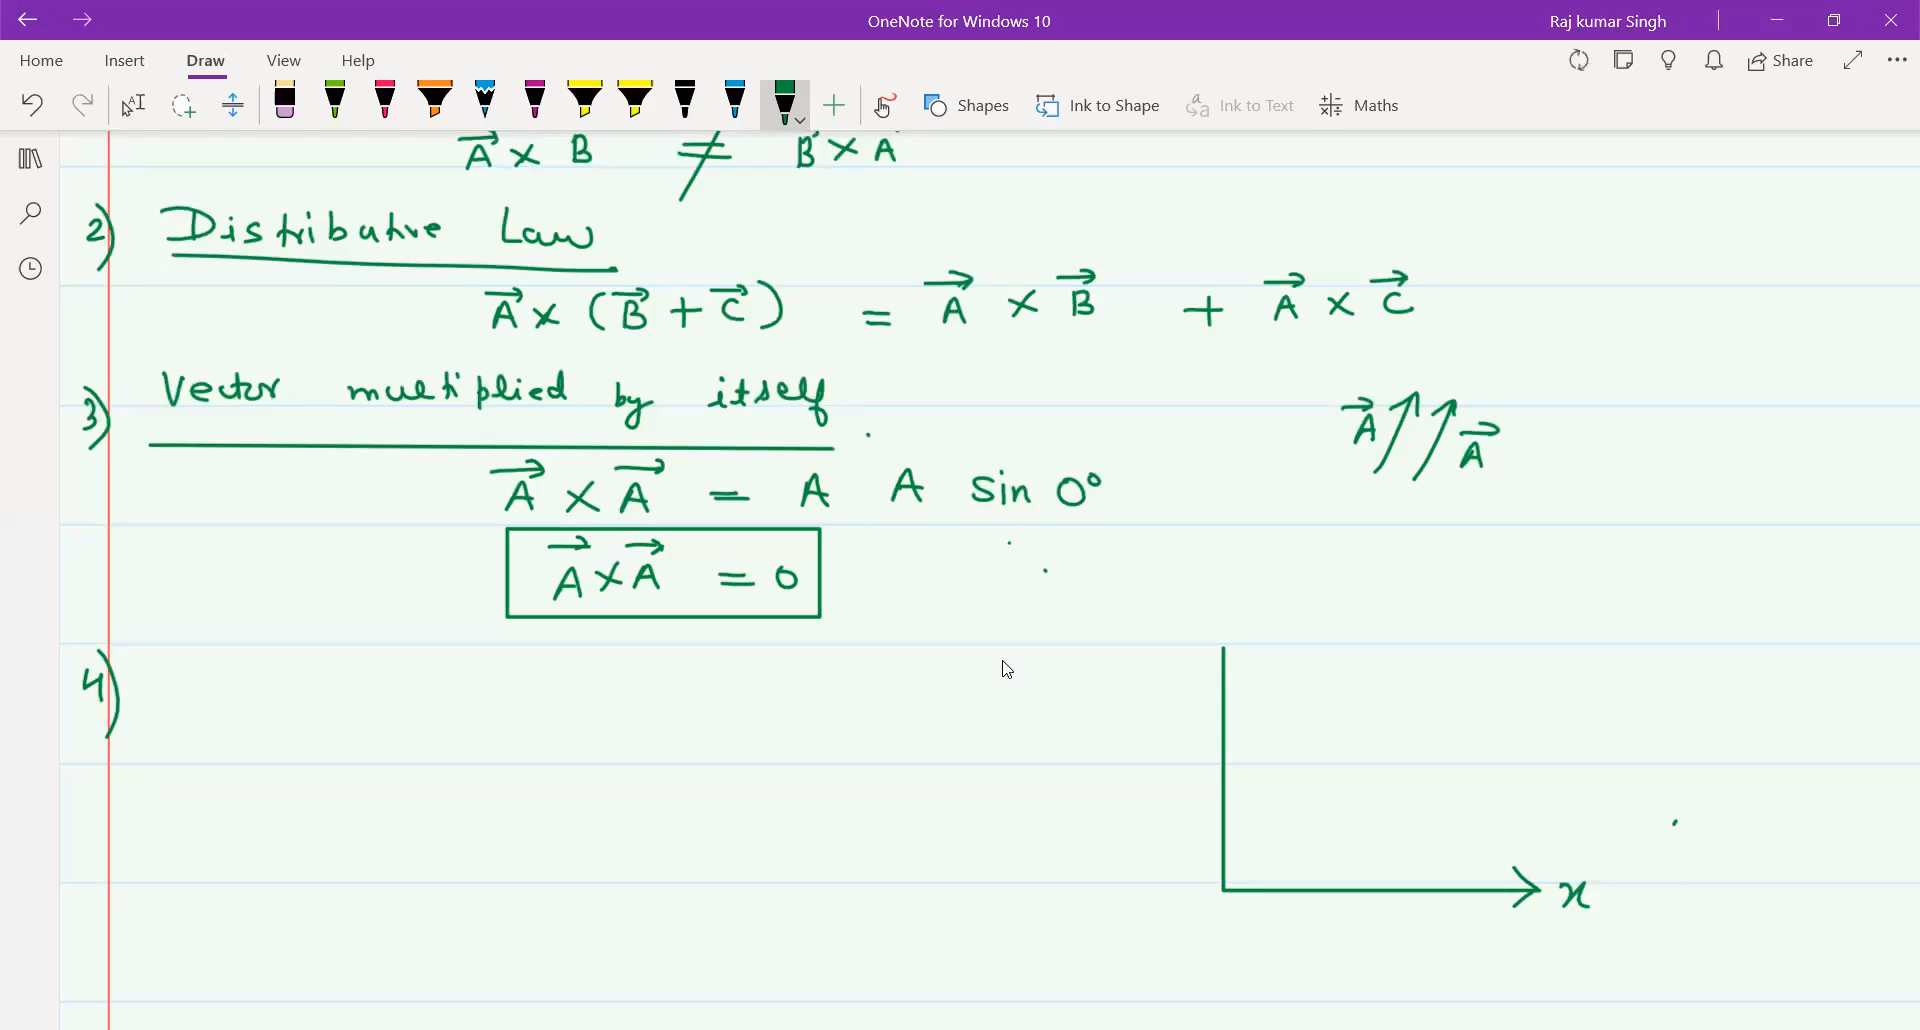 OneNote for Windows 10
Raj kumar Singh
Home Insert Draw View Help
Share
Shapes Ink to Shape Ink to Text Maths
A⃗ × B ≠ B × A
2) Distributive Law
A⃗ × (B⃗ + C⃗) = A⃗ × B⃗ + A⃗ × C⃗
3) Vector multiplied by itself
A⃗ A⃗
A⃗ × A⃗ = A A Sin 0°
A⃗ × A⃗ = 0
4)
x